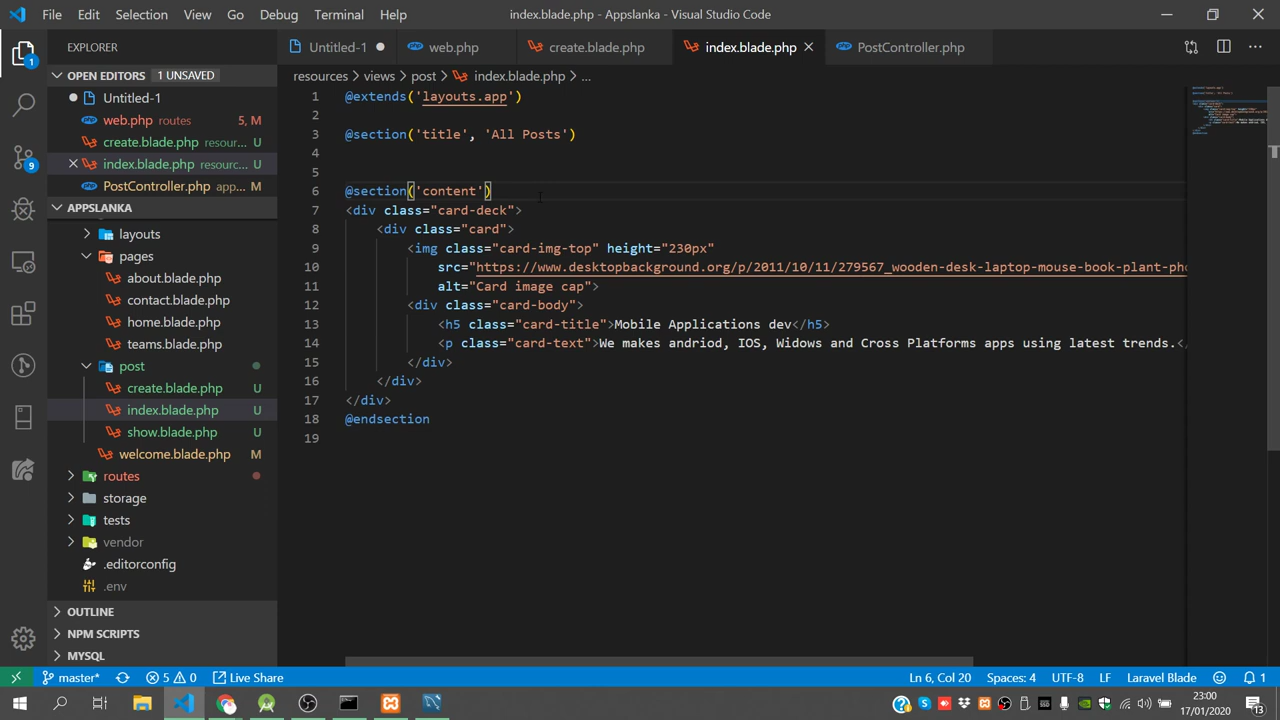 File Edit Selection View Go Debug Terminal Help
index.blade.php - Appslanka - Visual Studio Code
EXPLORER
Untitled-1 web.php create.blade.php index.blade.php PostController.php
OPEN EDITORS 1 UNSAVED
Untitled-1
web.php routes 5, M
create.blade.php resour... U
index.blade.php resourc... U
PostController.php app... M
APPSLANKA
layouts
pages
about.blade.php
contact.blade.php
home.blade.php
teams.blade.php
post
create.blade.php U
index.blade.php U
show.blade.php U
welcome.blade.php M
routes
storage
tests
vendor
.editorconfig
.env
OUTLINE
NPM SCRIPTS
MYSQL
1
9
resources > views > post > index.blade.php > ...
1 @extends('layouts.app')
2
3 @section('title', 'All Posts')
4
5
6 @section('content')
7 <div class="card-deck">
8 <div class="card">
9 <img class="card-img-top" height="230px"
10 src="https://www.desktopbackground.org/p/2011/10/11/279567_wooden-desk-laptop-mouse-book-plant-pho
11 alt="Card image cap">
12 <div class="card-body">
13 <h5 class="card-title">Mobile Applications dev</h5>
14 <p class="card-text">We makes andriod, IOS, Widows and Cross Platforms apps using latest trends.</
15 </div>
16 </div>
17 </div>
18 @endsection
19
master* 5 0 Live Share Ln 6, Col 20 Spaces: 4 UTF-8 LF Laravel Blade 1
23:00
17/01/2020
13